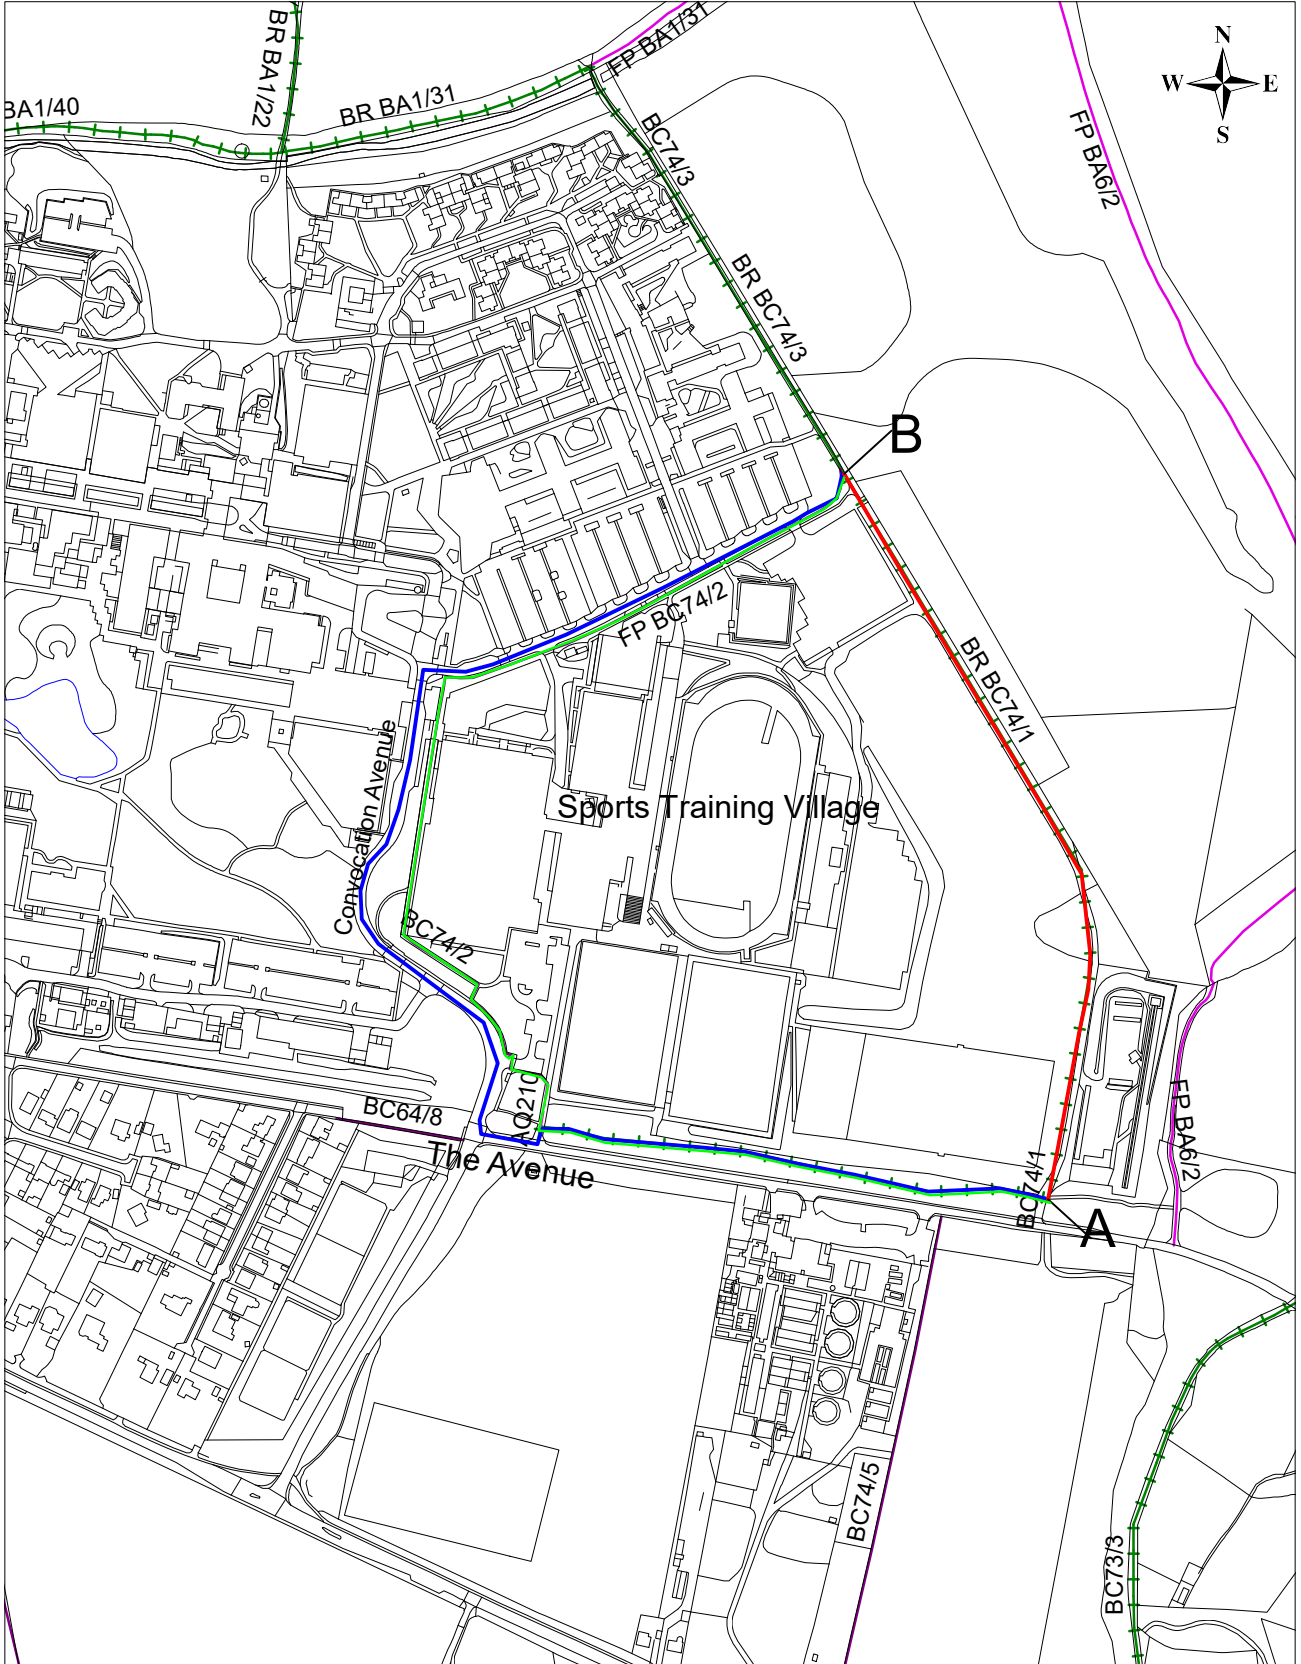 BR BA1/22
FP BA1/31
N
W E
S
BR BA1/31
BA1/40
BC74/3
FP BA6/2
BR BC74/3
B
FP BC74/2
BR BC74/1
Convocation Avenue
Sports Training Village
BC74/2
AQ210
BC64/8
The Avenue
FP BA6/2
BC74/1
A
BC74/5
BC73/3